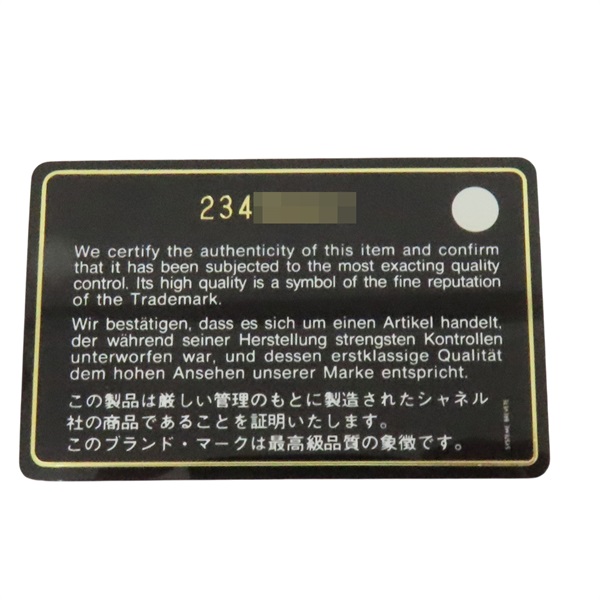 234
We certify the authenticity of this item and confirm
that it has been subjected to the most exacting quality
control. Its high quality is a symbol of the fine reputation
of the Trademark.
Wir bestätigen, dass es sich um einen Artikel handelt,
der während seiner Herstellung strengsten Kontrollen
unterworfen war, und dessen erstklassige Qualität
dem hohen Ansehen unserer Marke entspricht.
この製品は厳しい管理のもとに製造されたシャネル
社の商品であることを証明いたします。
このブランド・マークは最高級品質の象徴です。